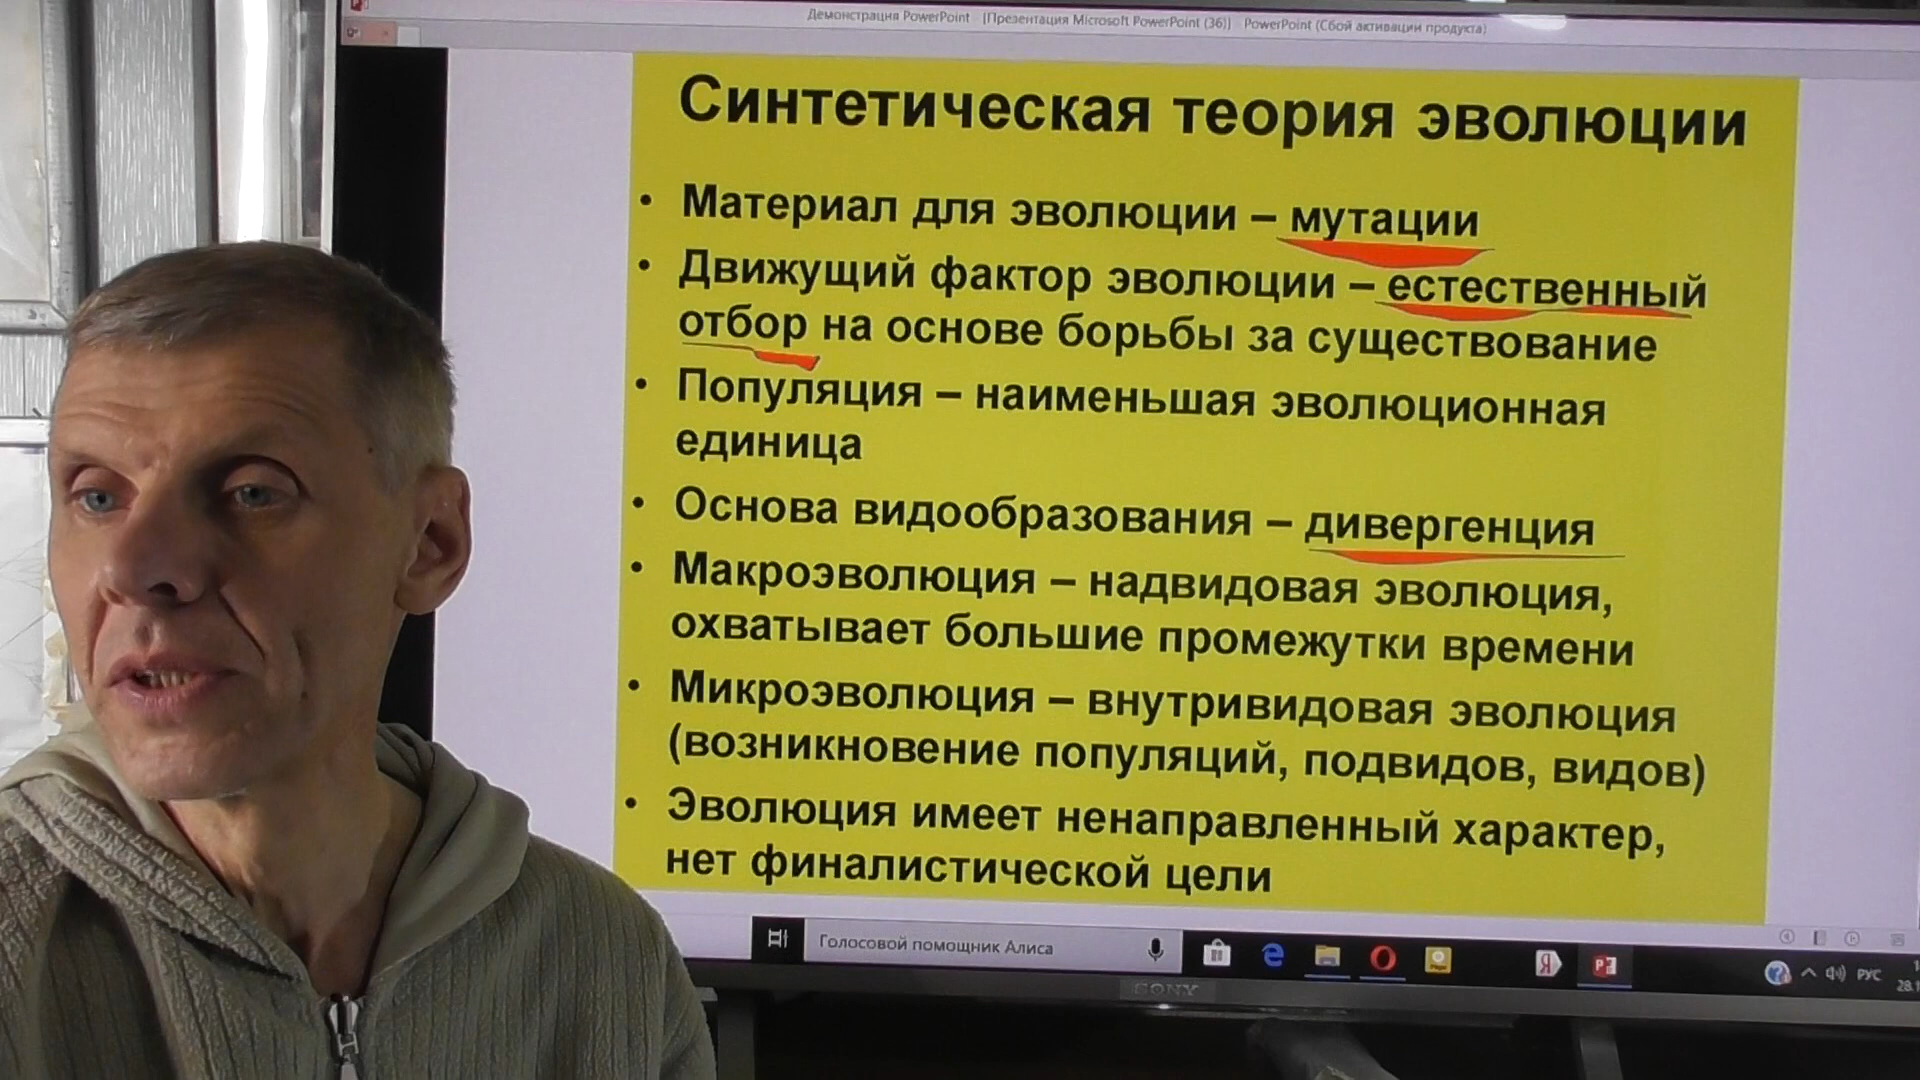 Демонстрация PowerPoint - [Презентация Microsoft PowerPoint (36)] - PowerPoint (Сбой активации продукта)
Синтетическая теория эволюции
• Материал для эволюции – мутации
• Движущий фактор эволюции – естественный
отбор на основе борьбы за существование
• Популяция – наименьшая эволюционная
единица
• Основа видообразования – дивергенция
• Макроэволюция – надвидовая эволюция,
охватывает большие промежутки времени
• Микроэволюция – внутривидовая эволюция
(возникновение популяций, подвидов, видов)
• Эволюция имеет ненаправленный характер,
нет финалистической цели
Голосовой помощник Алиса
Я
РУС
SONY